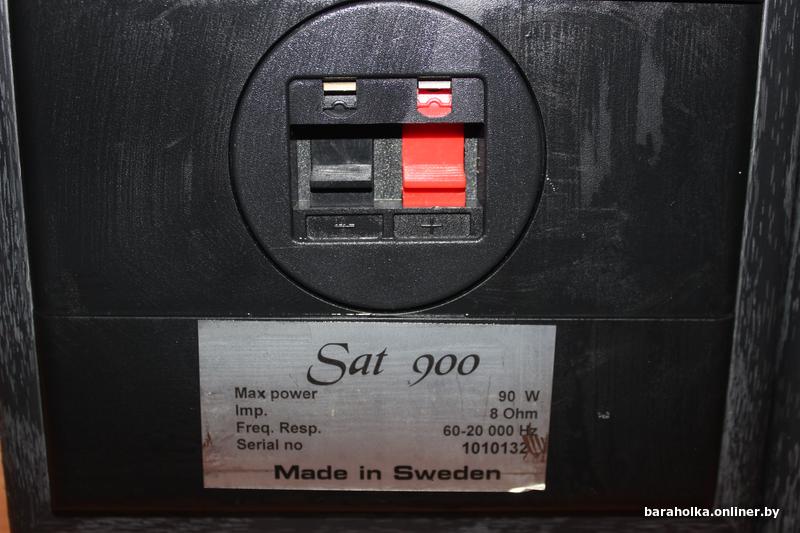 - +
Sat 900
Max power 90 W
Imp. 8 Ohm
Freq. Resp. 60-20 000 Hz
Serial no 1010132
Made in Sweden
baraholka.onliner.by